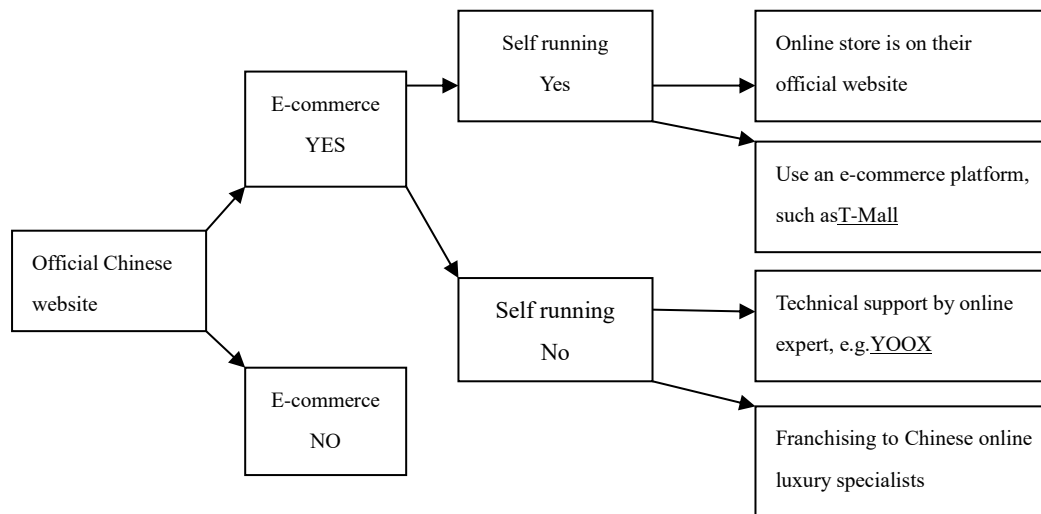 Official Chinese
website
E-commerce
YES
E-commerce
NO
Self running
Yes
Self running
No
Online store is on their
official website
Use an e-commerce platform,
such asT-Mall
Technical support by online
expert, e.g.YOOX
Franchising to Chinese online
luxury specialists